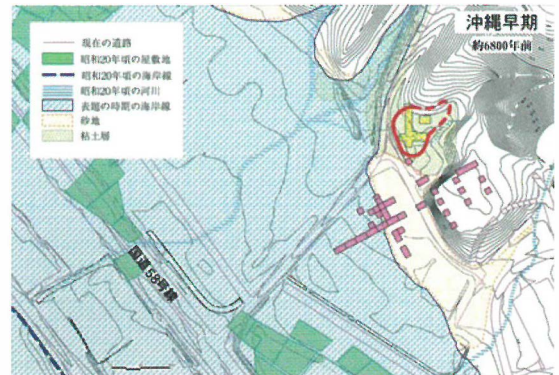 沖縄早期
約6800年前
現在の道路
昭和20年頃の屋敷地
昭和20年頃の海岸線
昭和20年頃の河川
表題の時期の海岸線
砂地
粘土層
国道58号線